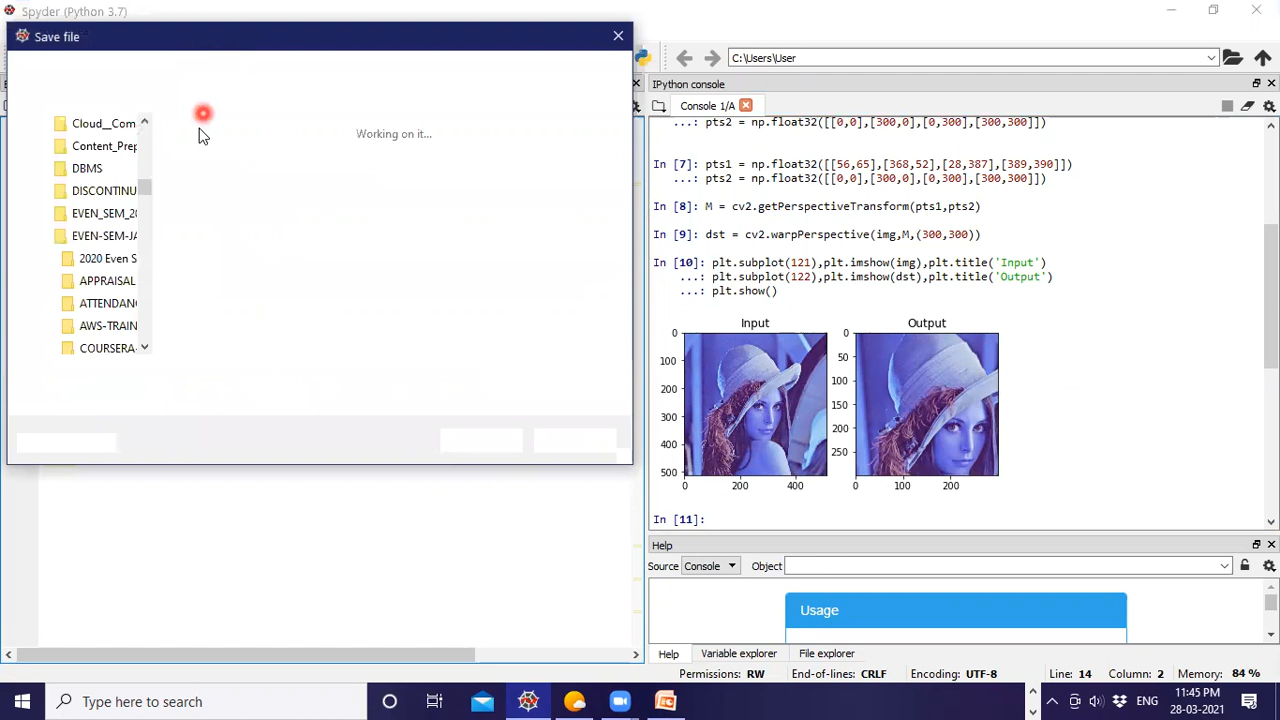 Spyder (Python 3.7)
Save file
Working on it...
Cloud__Com
Content_Prep
DBMS
DISCONTINU
EVEN_SEM_20
EVEN-SEM-JA
2020 Even S
APPRAISAL
ATTENDANC
AWS-TRAIN
COURSERA-
C:\Users\User
IPython console
Console 1/A
...: pts2 = np.float32([[0,0],[300,0],[0,300],[300,300]])
In [7]: pts1 = np.float32([[56,65],[368,52],[28,387],[389,390]])
...: pts2 = np.float32([[0,0],[300,0],[0,300],[300,300]])
In [8]: M = cv2.getPerspectiveTransform(pts1,pts2)
In [9]: dst = cv2.warpPerspective(img,M,(300,300))
In [10]: plt.subplot(121),plt.imshow(img),plt.title('Input')
...: plt.subplot(122),plt.imshow(dst),plt.title('Output')
...: plt.show()
Input
Output
0
100
200
300
400
500
0
200
400
0
50
100
150
200
250
0
100
200
In [11]:
Help
Source Console Object
Usage
Help Variable explorer File explorer
Permissions: RW End-of-lines: CRLF Encoding: UTF-8 Line: 14 Column: 2 Memory: 84 %
Type here to search
ENG
11:45 PM
28-03-2021